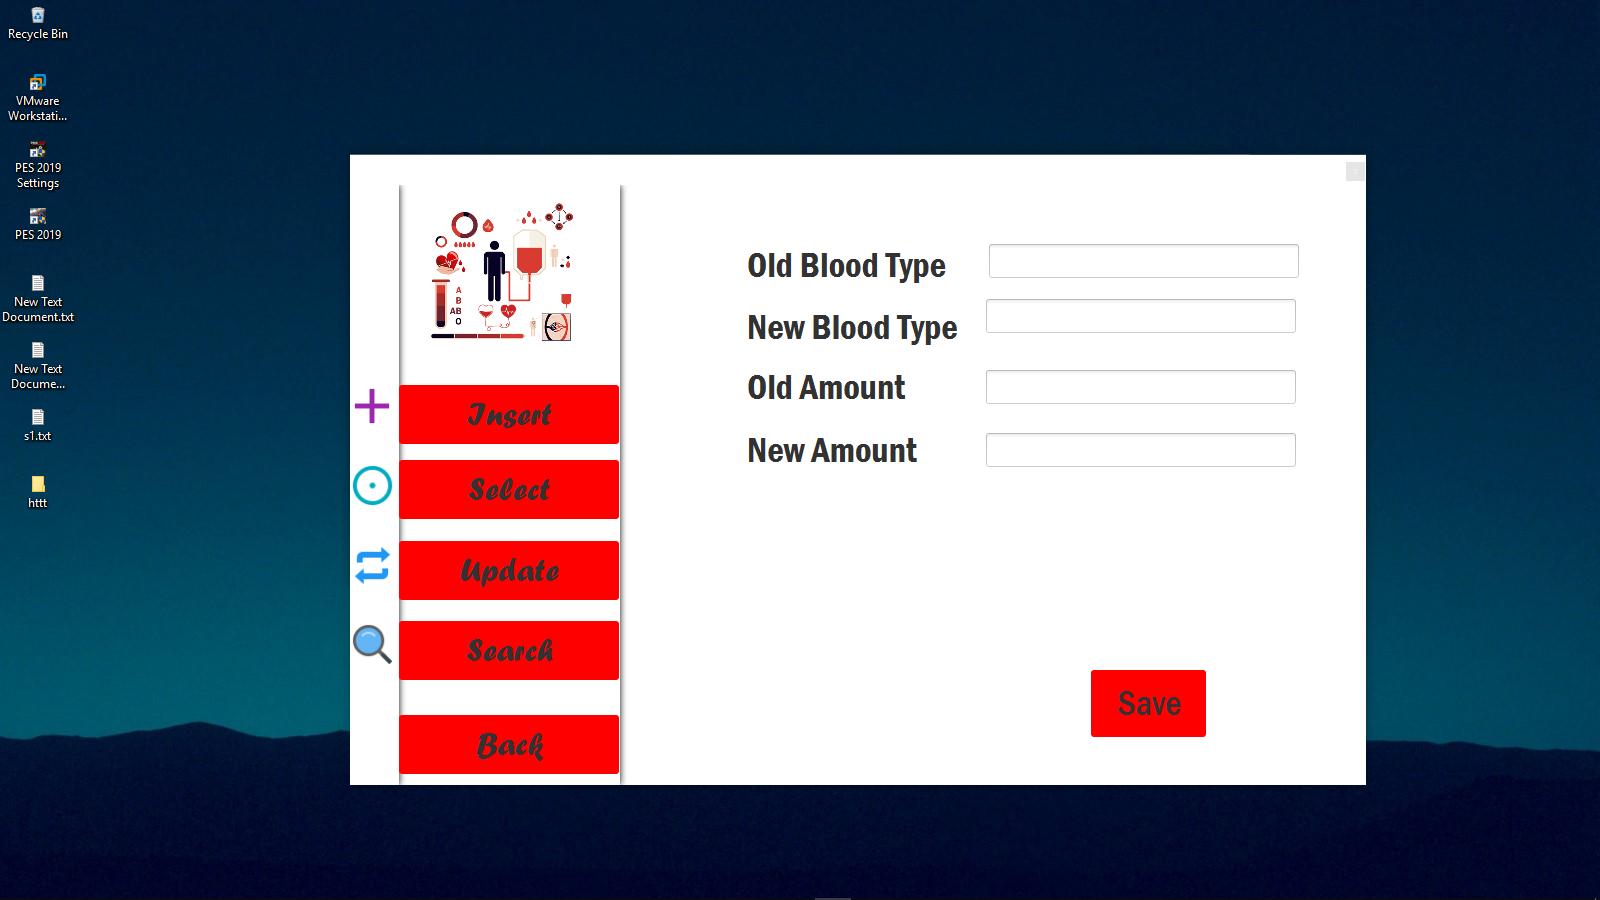 Recycle Bin
VMware
Workstati...
PES 2019
Settings
PES 2019
New Text
Document.txt
New Text
Docume...
s1.txt
httt
A
B
AB
O
Insert
Select
Update
Search
Back
Old Blood Type
New Blood Type
Old Amount
New Amount
Save